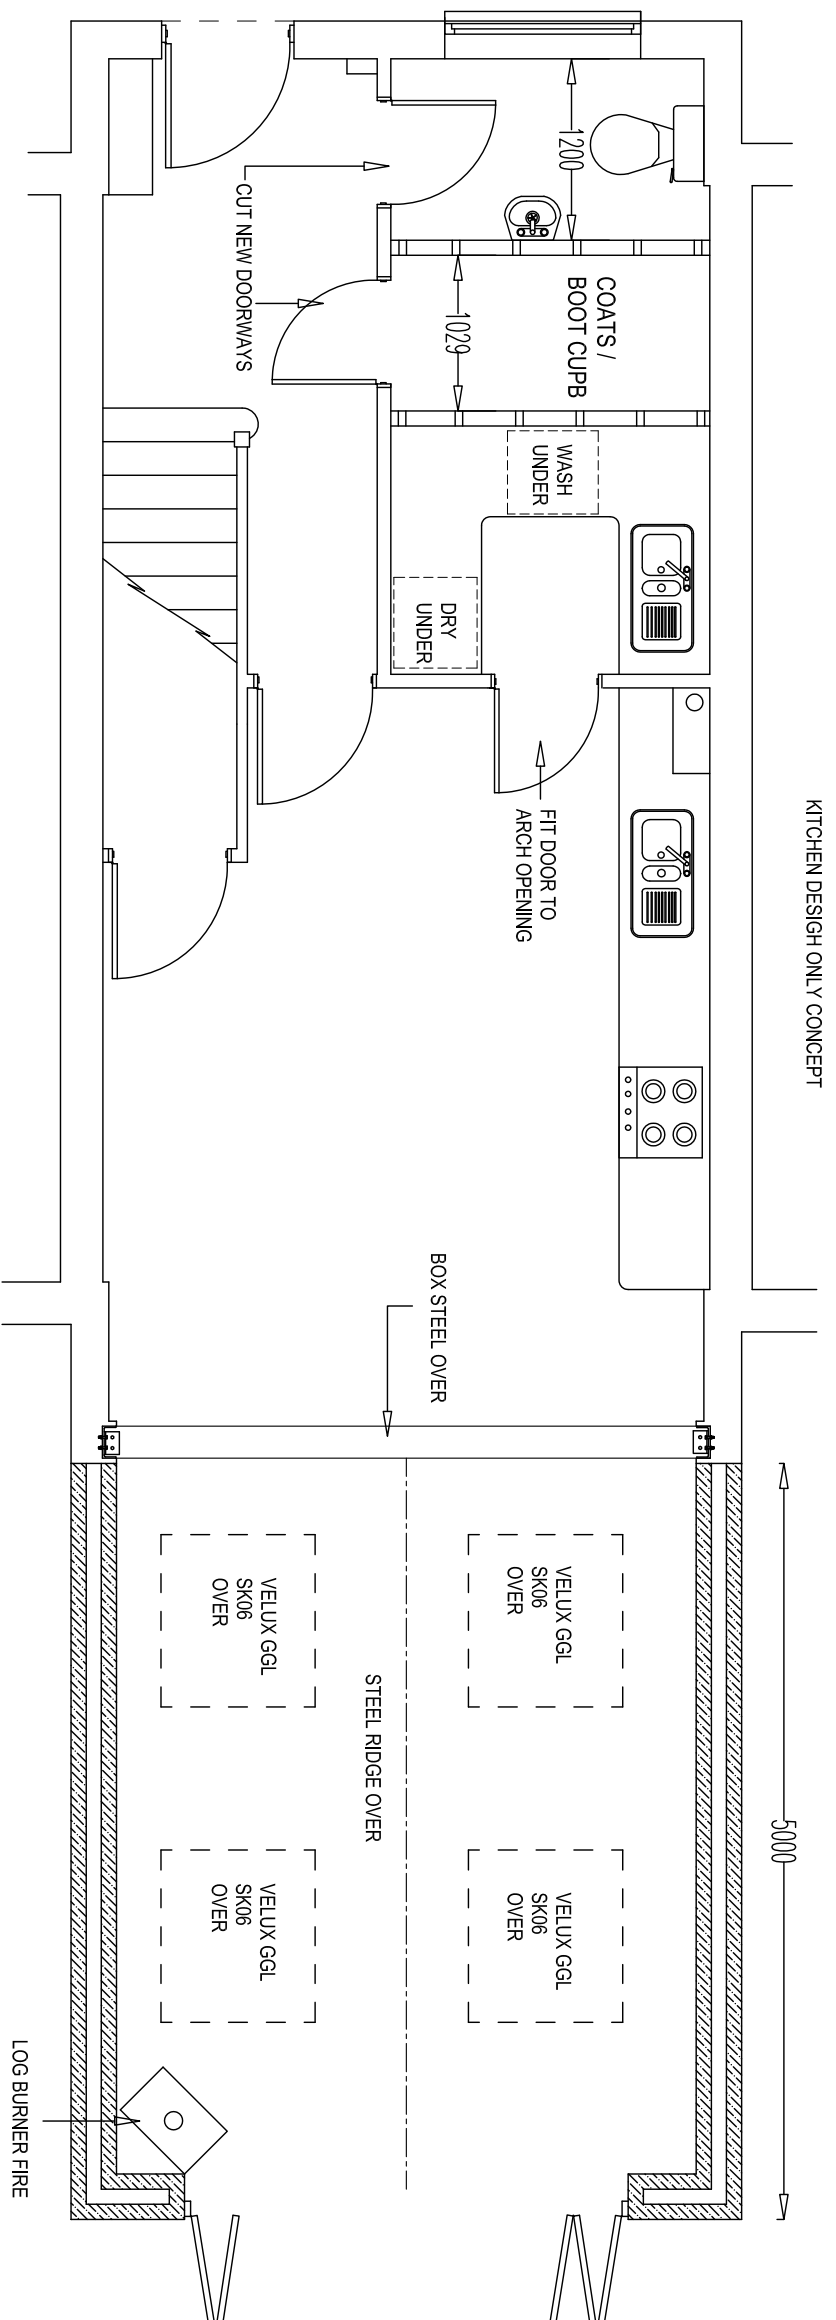 KITCHEN DESIGH ONLY CONCEPT
1200
CUT NEW DOORWAYS
COATS /
BOOT CUPB
1029
WASH
UNDER
DRY
UNDER
FIT DOOR TO
ARCH OPENING
BOX STEEL OVER
5000
VELUX GGL
SK06
OVER
VELUX GGL
SK06
OVER
STEEL RIDGE OVER
VELUX GGL
SK06
OVER
VELUX GGL
SK06
OVER
LOG BURNER FIRE